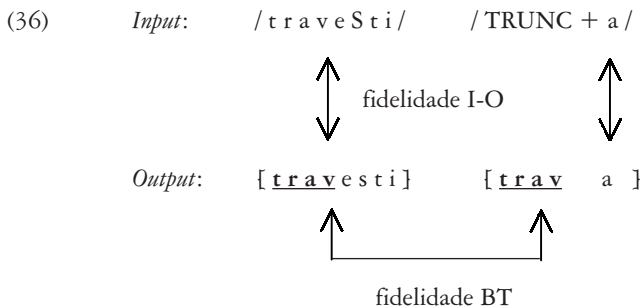 (36) Input: / t r a v e S t i / / TRUNC + a /
fidelidade I-O
Output: { t r a v e s t i } { t r a v a }
fidelidade BT